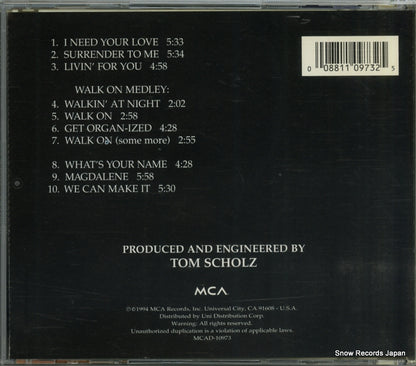 1. I NEED YOUR LOVE 5:33
2. SURRENDER TO ME 5:34
3. LIVIN' FOR YOU 4:58
WALK ON MEDLEY:
4. WALKIN' AT NIGHT 2:02
5. WALK ON 2:58
6. GET ORGAN-IZED 4:28
7. WALK ON (some more) 2:55
8. WHAT'S YOUR NAME 4:28
9. MAGDALENE 5:58
10. WE CAN MAKE IT 5:30
0 08811 09732 5
PRODUCED AND ENGINEERED BY
TOM SCHOLZ
MCA
℗©1994 MCA Records, Inc. Universal City, CA 91608 - U.S.A.
Distributed by Uni Distribution Corp.
Warning: All rights reserved.
Unauthorized duplication is a violation of applicable laws.
MCAD-10973
Snow Records Japan